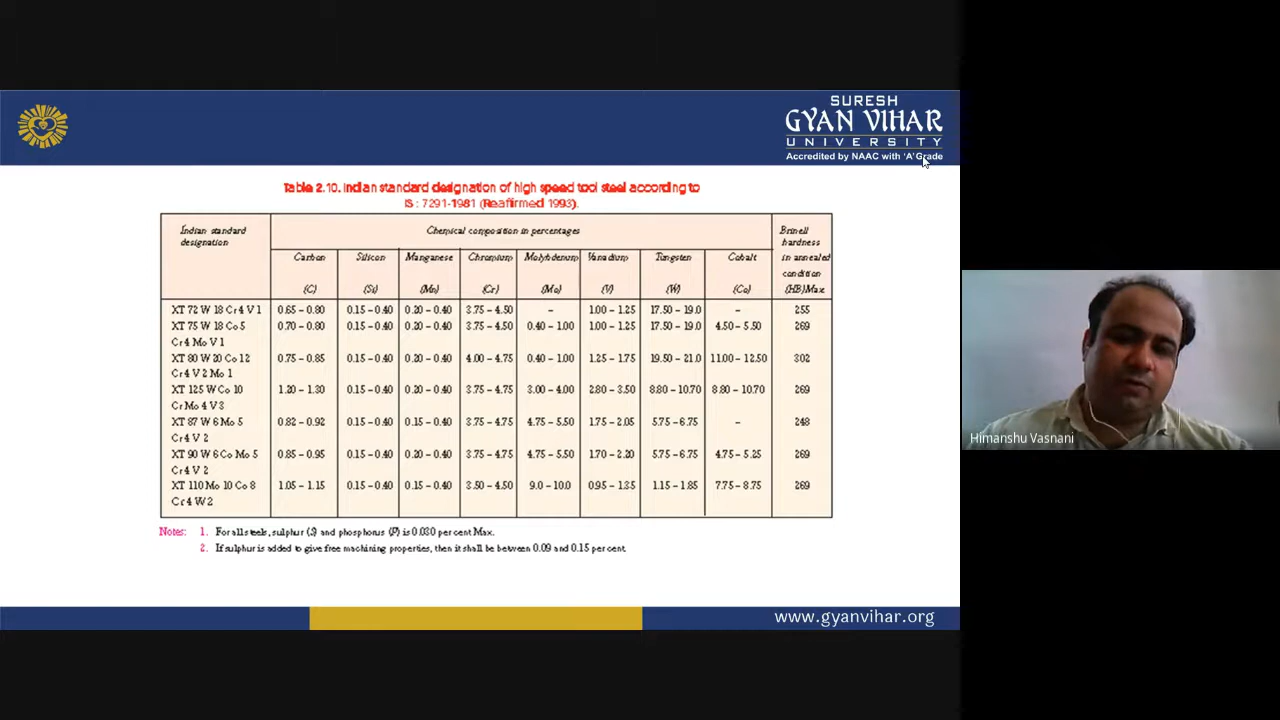 SURESH
GYAN VIHAR
UNIVERSITY
Accredited by NAAC with 'A' Grade
Table 2.10. Indian standard designation of high speed tool steel according to
IS : 7291-1981 (Reaffirmed 1993).
Indian standard designation | Chemical composition in percentages | Brinell hardness in annealed condition (HB)Max
Carbon (C) | Silicon (Si) | Manganese (Mn) | Chromium (Cr) | Molybdenum (Mo) | Vanadium (V) | Tungsten (W) | Cobalt (Co)
XT 72 W 18 Cr 4 V 1 0.65 – 0.80 0.15 – 0.40 0.20 – 0.40 3.75 – 4.50 – 1.00 – 1.25 17.50 – 19.0 – 255
XT 75 W 18 Co 5 0.70 – 0.80 0.15 – 0.40 0.20 – 0.40 3.75 – 4.50 0.40 – 1.00 1.00 – 1.25 17.50 – 19.0 4.50 – 5.50 269
Cr 4 Mo V 1
XT 80 W 20 Co 12 0.75 – 0.85 0.15 – 0.40 0.20 – 0.40 4.00 – 4.75 0.40 – 1.00 1.25 – 1.75 19.50 – 21.0 11.00 – 12.50 302
Cr 4 V 2 Mo 1
XT 125 W Co 10 1.20 – 1.30 0.15 – 0.40 0.20 – 0.40 3.75 – 4.75 3.00 – 4.00 2.80 – 3.50 8.80 – 10.70 8.80 – 10.70 269
Cr Mo 4 V 3
XT 87 W 6 Mo 5 0.82 – 0.92 0.15 – 0.40 0.15 – 0.40 3.75 – 4.75 4.75 – 5.50 1.75 – 2.05 5.75 – 6.75 – 248
Cr 4 V 2
XT 90 W 6 Co Mo 5 0.85 – 0.95 0.15 – 0.40 0.20 – 0.40 3.75 – 4.75 4.75 – 5.50 1.70 – 2.20 5.75 – 6.75 4.75 – 5.25 269
Cr 4 V 2
XT 110 Mo 10 Co 8 1.05 – 1.15 0.15 – 0.40 0.15 – 0.40 3.50 – 4.50 9.0 – 10.0 0.95 – 1.35 1.15 – 1.85 7.75 – 8.75 269
Cr 4 W 2
Notes: 1. For all steels, sulphur (S) and phosphorus (P) is 0.030 per cent Max.
2. If sulphur is added to give free machining properties, then it shall be between 0.09 and 0.15 per cent.
www.gyanvihar.org
Himanshu Vasnani